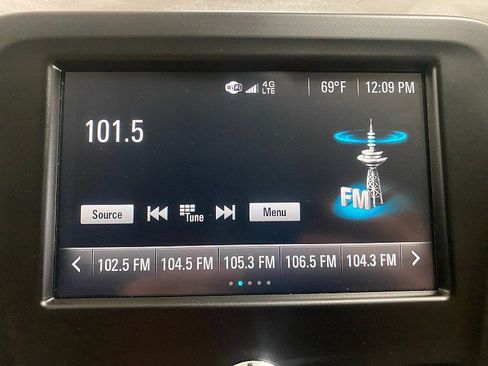 WiFi 4G LTE 69°F 12:09 PM
101.5
FM
Source Tune Menu
102.5 FM 104.5 FM 105.3 FM 106.5 FM 104.3 FM